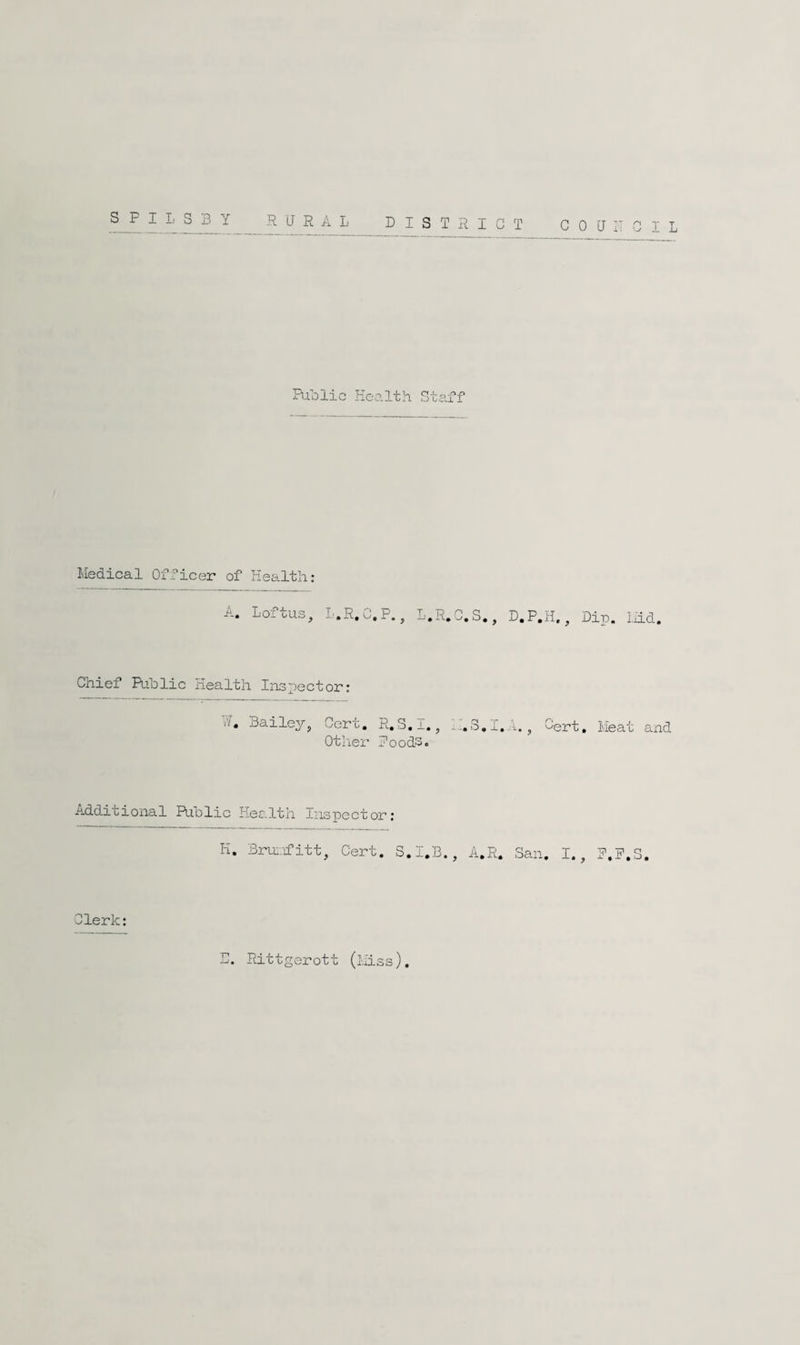 SPILSBY RURAL DISTRICT COUNCIL
Public Health Staff
Medical Officer of Health:
A. Loftus, L.R.C.P., L.R.C.S., D.P.H., Dip. Mid.
Chief Public Health Inspector:
W. Bailey, Cert. R.S.I., M.S.I.A., Cert. Meat and
Other Foods.
Additional Public Health Inspector:
H. Brumfitt, Cert. S.I.B., A.R. San. I., F.F.S.
Clerk:
E. Rittgerott (Miss).